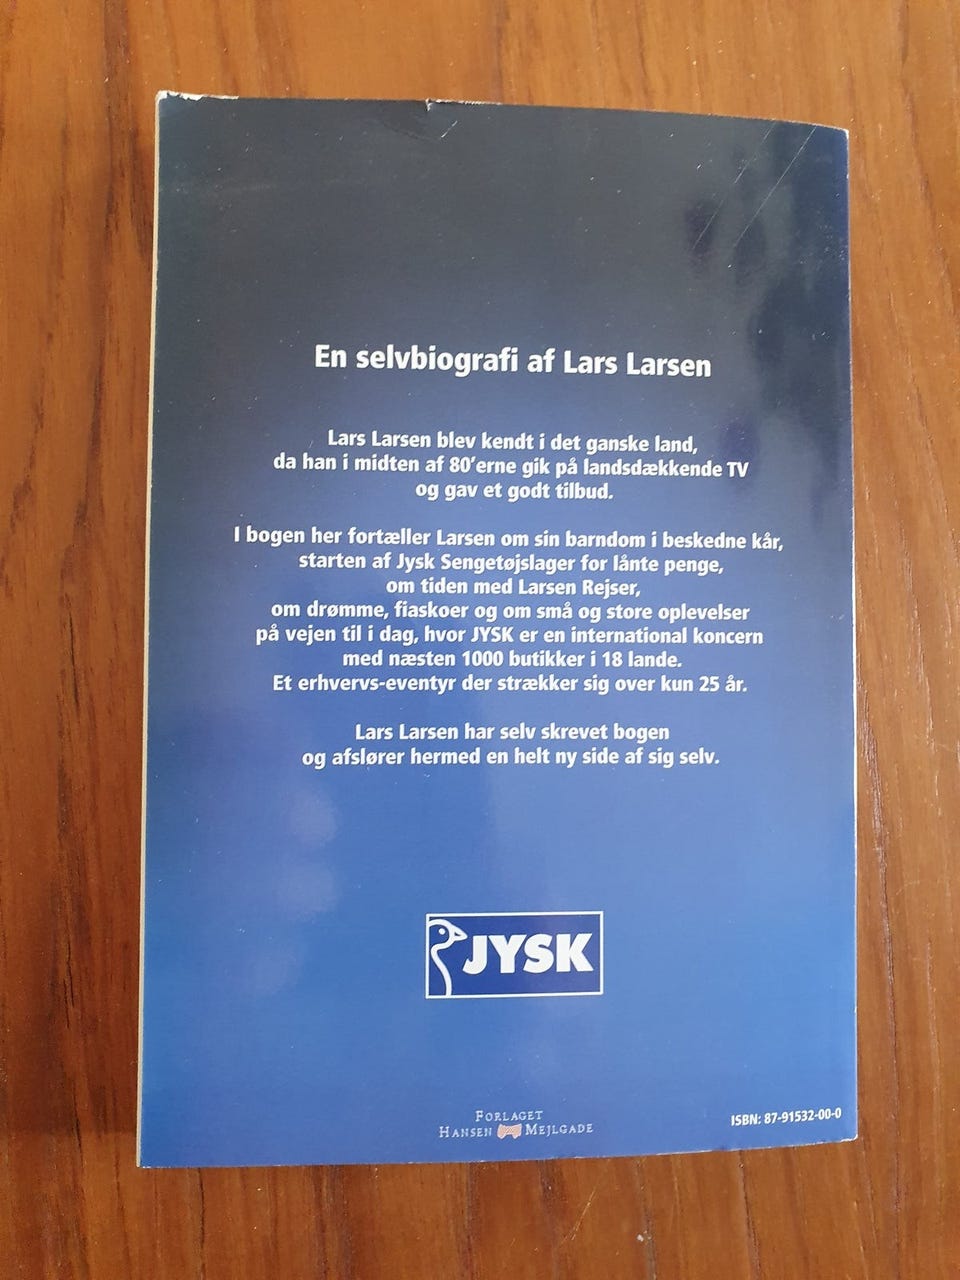 En selvbiografi af Lars Larsen
Lars Larsen blev kendt i det ganske land,
da han i midten af 80'erne gik på landsdækkende TV
og gav et godt tilbud.
I bogen her fortæller Larsen om sin barndom i beskedne kår,
starten af Jysk Sengetøjslager for lånte penge,
om tiden med Larsen Rejser,
om drømme, fiaskoer og om små og store oplevelser
på vejen til i dag, hvor JYSK er en international koncern
med næsten 1000 butikker i 18 lande.
Et erhvervs-eventyr der strækker sig over kun 25 år.
Lars Larsen har selv skrevet bogen
og afslører hermed en helt ny side af sig selv.
JYSK
FORLAGET
HANSEN MEJLGADE
ISBN: 87-91532-00-0